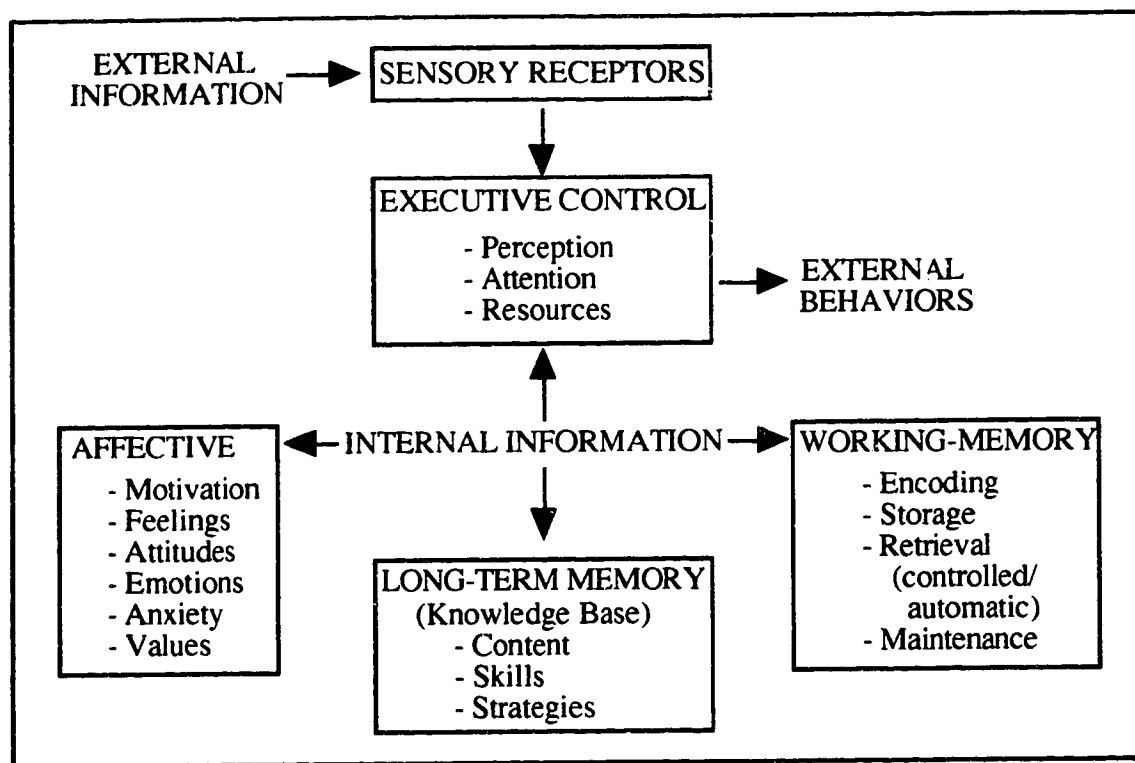 EXTERNAL
INFORMATION
SENSORY RECEPTORS
EXECUTIVE CONTROL
- Perception
- Attention
- Resources
EXTERNAL
BEHAVIORS
INTERNAL INFORMATION
AFFECTIVE
- Motivation
- Feelings
- Attitudes
- Emotions
- Anxiety
- Values
LONG-TERM MEMORY
(Knowledge Base)
- Content
- Skills
- Strategies
WORKING-MEMORY
- Encoding
- Storage
- Retrieval
(controlled/
automatic)
- Maintenance